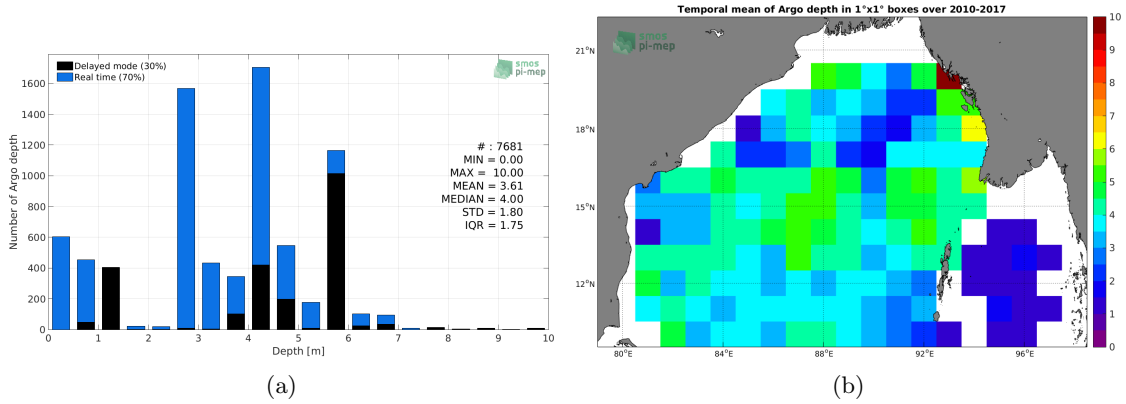 Delayed mode (30%)
Real time (70%)
smos
pi-mep
1600
1400
1200
1000
800
600
400
200
0
# : 7681
MIN = 0.00
MAX = 10.00
MEAN = 3.61
MEDIAN = 4.00
STD = 1.80
IQR = 1.75
Number of Argo depth
0 1 2 3 4 5 6 7 8 9 10
Depth [m]
(a)
Temporal mean of Argo depth in 1°x1° boxes over 2010-2017
smos
pi-mep
21°N
18°N
15°N
12°N
80°E 84°E 88°E 92°E 96°E
10
9
8
7
6
5
4
3
2
1
0
(b)